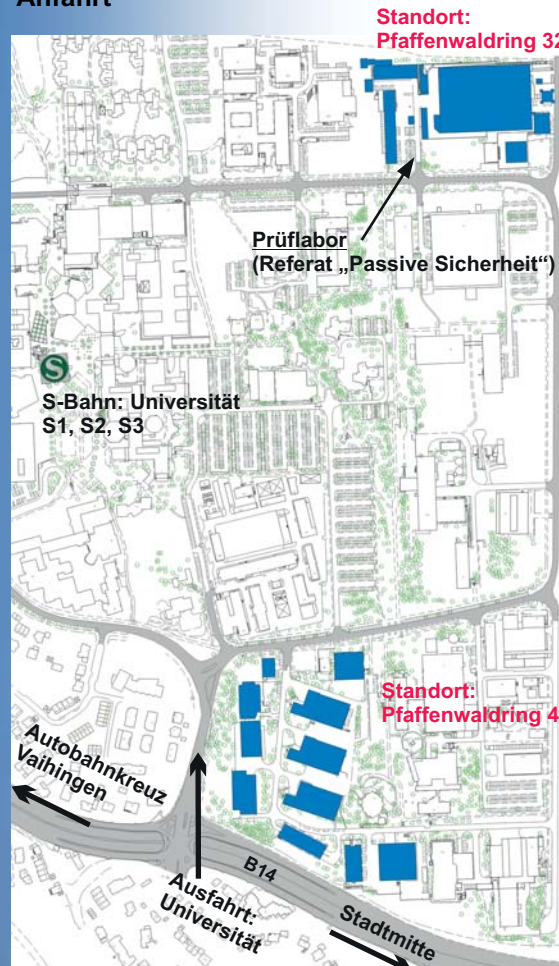 Anfahrt
Standort:
Pfaffenwaldring 32
Prüflabor
(Referat „Passive Sicherheit“)
S
S-Bahn: Universität
S1, S2, S3
Standort:
Pfaffenwaldring 4
Autobahnkreuz
Vaihingen
B14
Ausfahrt:
Universität
Stadtmitte